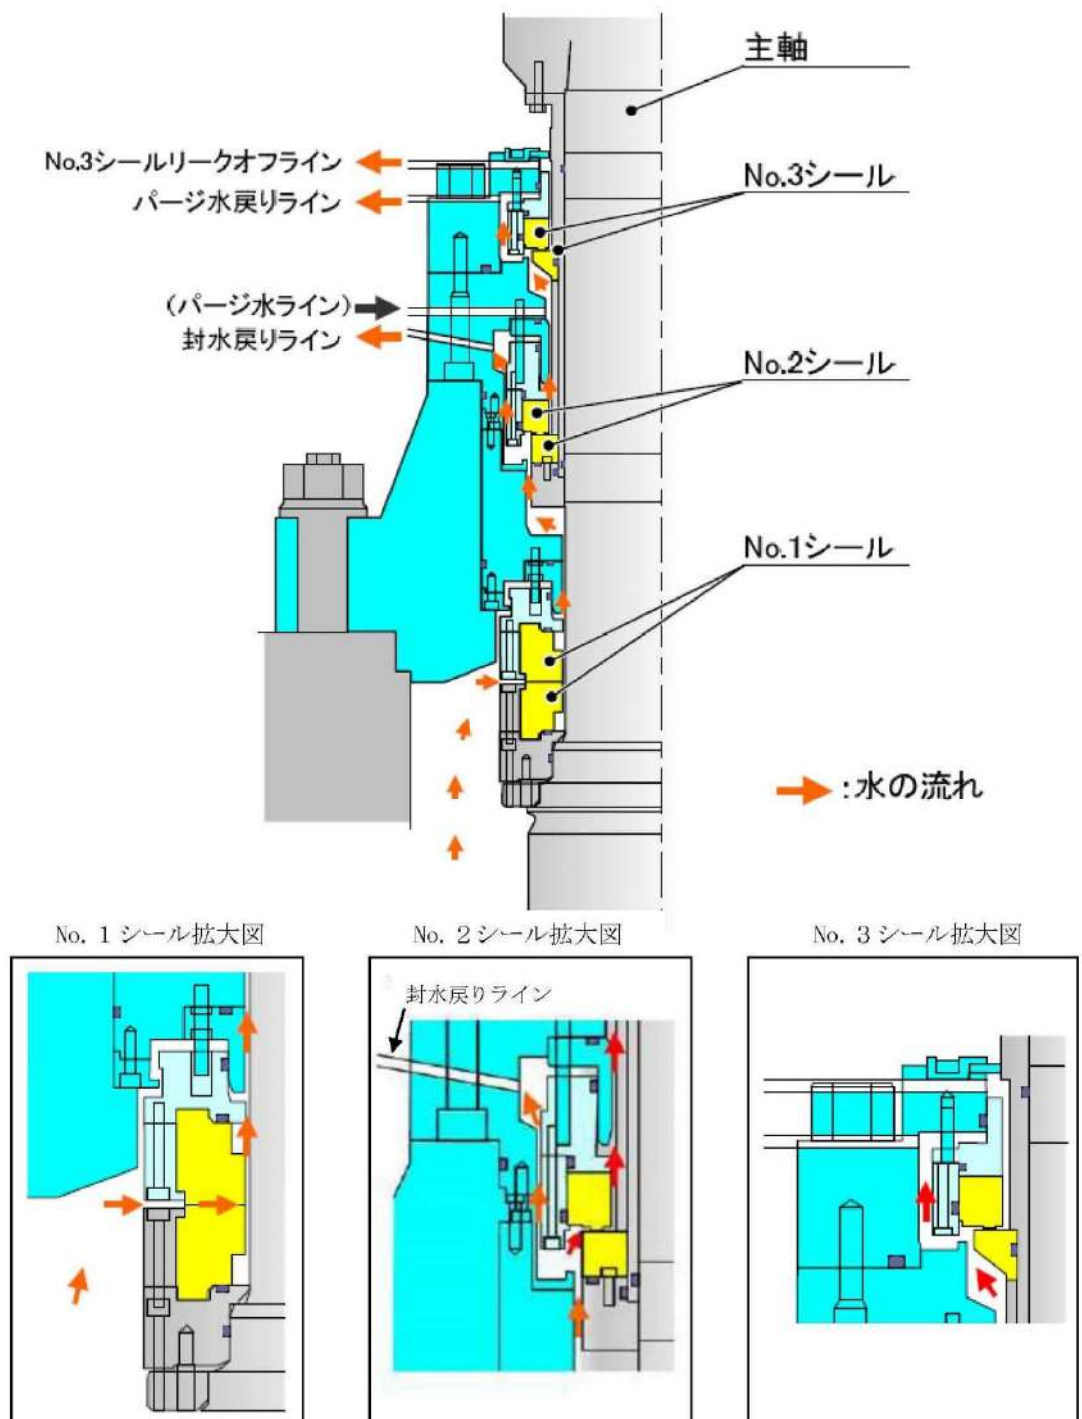 主軸
No.3シールリークオフライン
パージ水戻りライン
No.3シール
(パージ水ライン)
封水戻りライン
No.2シール
No.1シール
:水の流れ
No. 1 シール拡大図
No. 2 シール拡大図
No. 3 シール拡大図
封水戻りライン